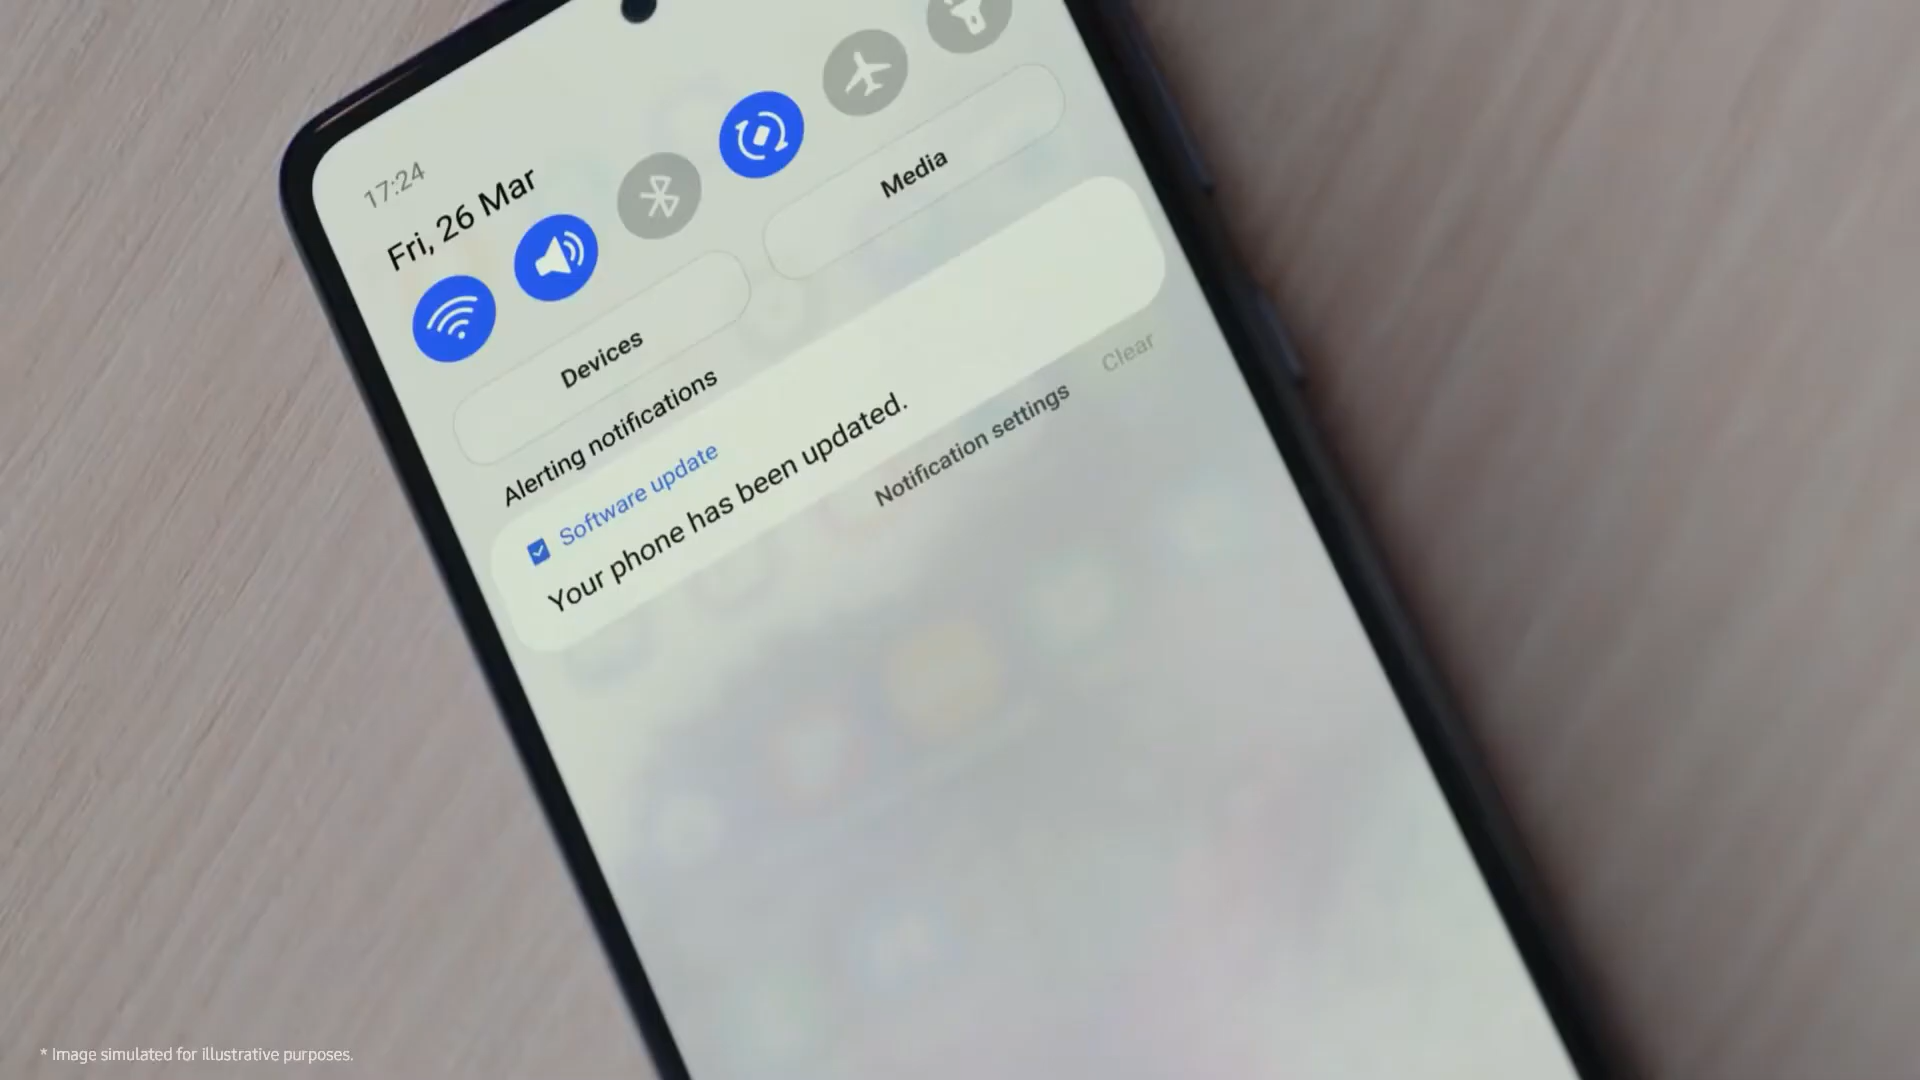 17:24
Fri, 26 Mar
Devices
Media
Alerting notifications
Software update
Your phone has been updated.
Notification settings
Clear
* Image simulated for illustrative purposes.